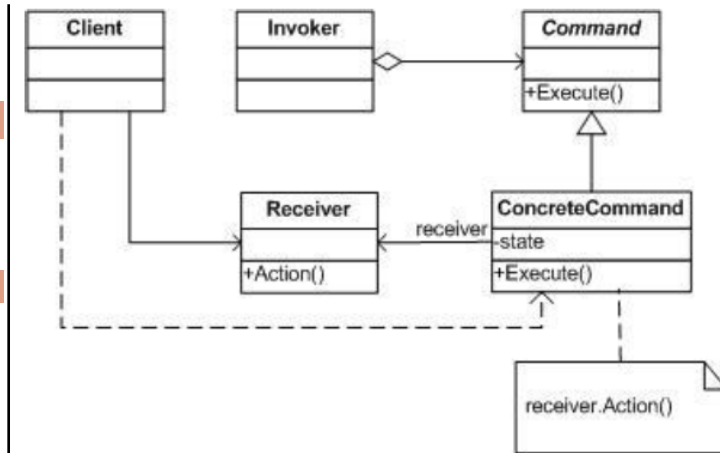 Client
Invoker
Command
+Execute()
Receiver
+Action()
receiver
ConcreteCommand
-state
+Execute()
receiver.Action()